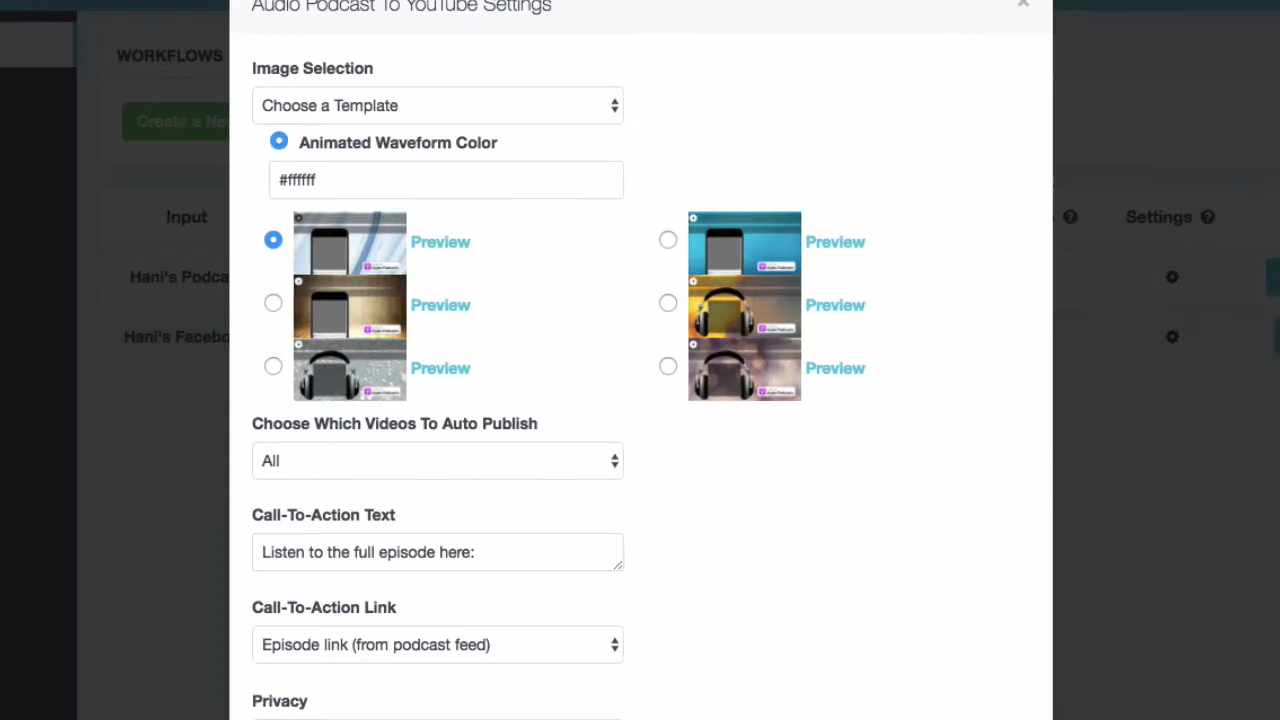 Audio Podcast To YouTube Settings
×
WORKFLOWS
Image Selection
Create a Ne
Choose a Template
Animated Waveform Color
#ffffff
Input
Settings
Preview
Preview
Hani's Podca
Preview
Preview
Hani's Facebo
Preview
Preview
Choose Which Videos To Auto Publish
All
Call-To-Action Text
Listen to the full episode here:
Call-To-Action Link
Episode link (from podcast feed)
Privacy